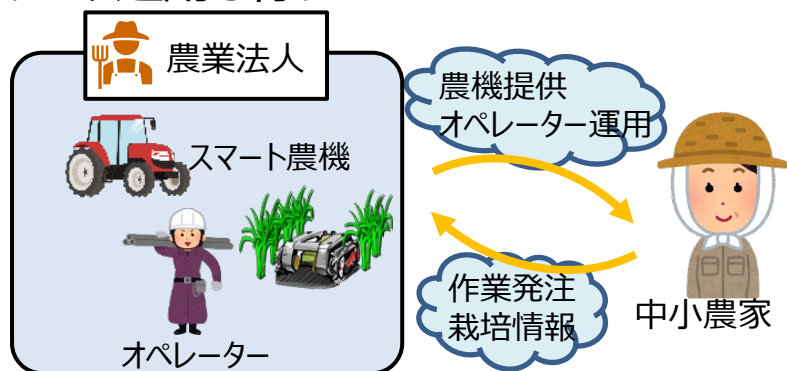 農業法人
スマート農機
オペレーター
農機提供
オペレーター運用
作業発注
栽培情報
中小農家